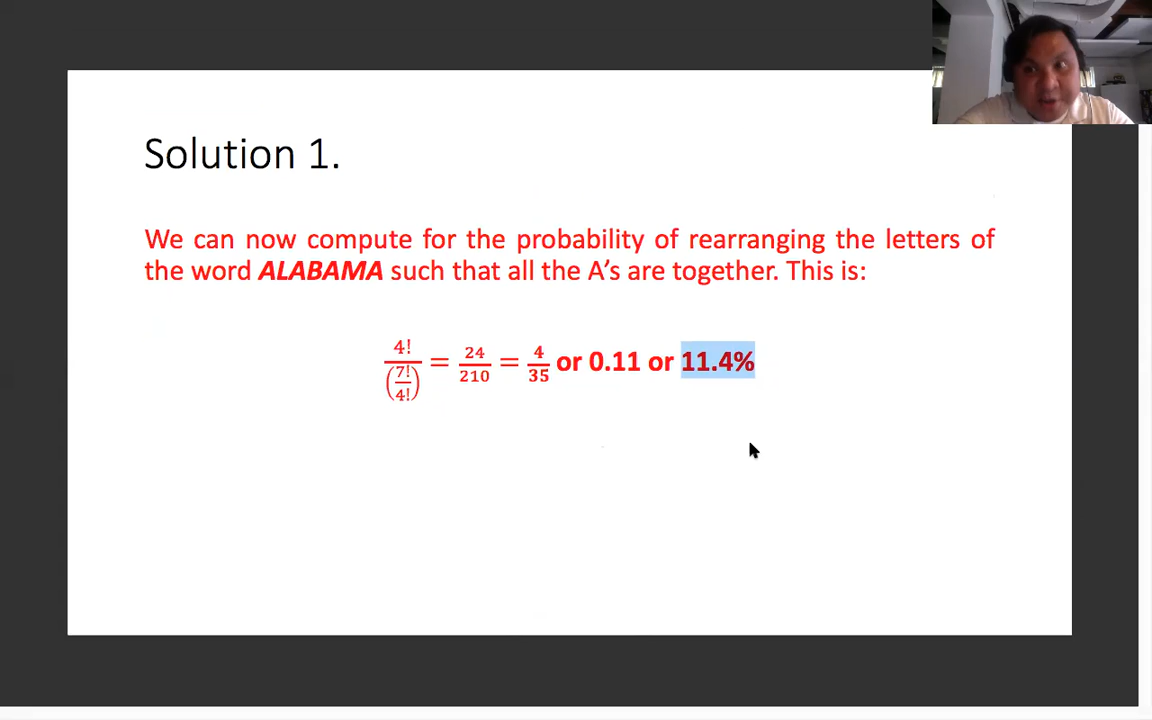 Solution 1.
We can now compute for the probability of rearranging the letters of
the word ALABAMA such that all the A's are together. This is:
4!/(7!/4!) = 24/210 = 4/35 or 0.11 or 11.4%